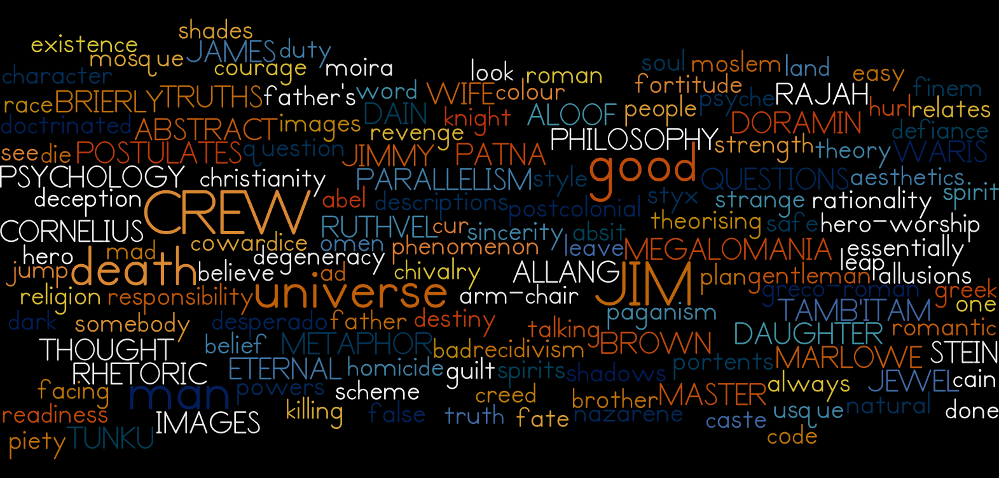 shades
existence mosque JAMES duty
character courage moira look roman soul moslem land easy
race BRIERLY TRUTHS father's word WIFE colour fortitude people psyche RAJAH hurl finem relates
doctrinated ABSTRACT images DAIN knight ALOOF DORAMIN defiance
revenge PHILOSOPHY strength theory WARIS
see die POSTULATES question JIMMY PATNA good
PSYCHOLOGY christianity PARALLELISM style QUESTIONS aesthetics spirit
deception CREW abel descriptions postcolonial styx strange rationality
CORNELIUS RUTHVEL cur sincerity absit theorising safe hero-worship
hero mad cowardice omen phenomenon leave MEGALOMANIA essentially
degeneracy leap
jump death believe ad chivalry ALLANG JIM plan gentleman allusions
religion responsibility universe arm-chair greco-roman greek
dark somebody desperado father destiny paganism TAMB'ITAM one
THOUGHT belief METAPHOR bad recidivism talking BROWN DAUGHTER romantic
RHETORIC ETERNAL homicide guilt spirits shadows portents MARLOWE STEIN
facing man powers scheme creed brother MASTER always JEWEL cain
readiness IMAGES killing false truth fate nazarene caste usque natural done
piety TUNKU code